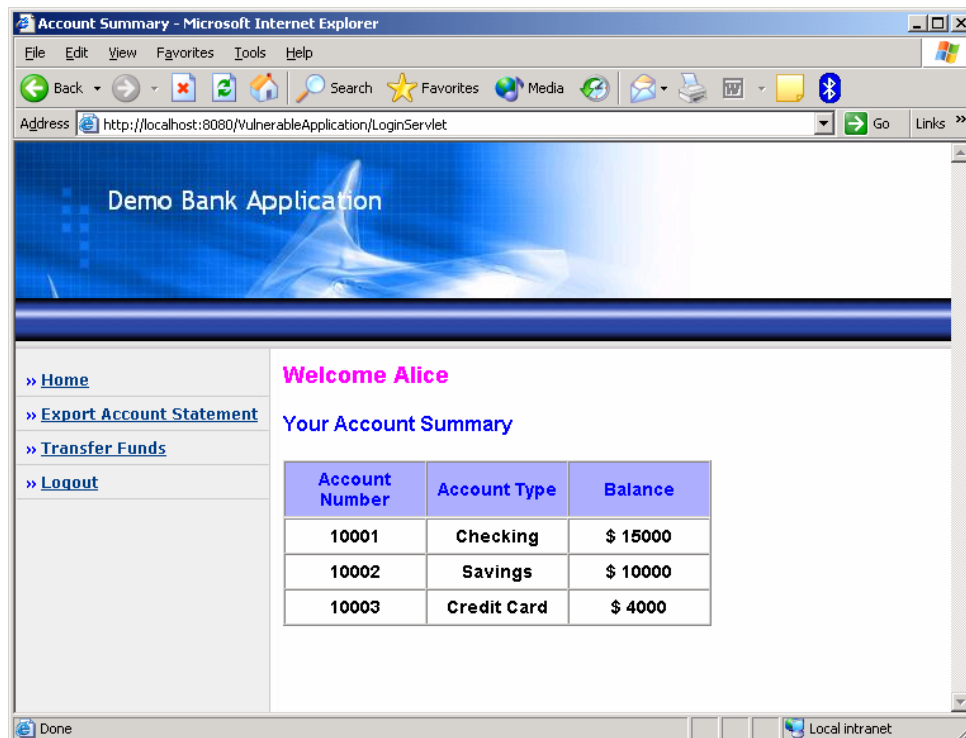 Account Summary - Microsoft Internet Explorer
File Edit View Favorites Tools Help
Back Search Favorites Media
Address http://localhost:8080/VulnerableApplication/LoginServlet Go Links »
Demo Bank Application
» Home
» Export Account Statement
» Transfer Funds
» Logout
Welcome Alice
Your Account Summary
Account Number Account Type Balance
10001 Checking $ 15000
10002 Savings $ 10000
10003 Credit Card $ 4000
Done Local intranet